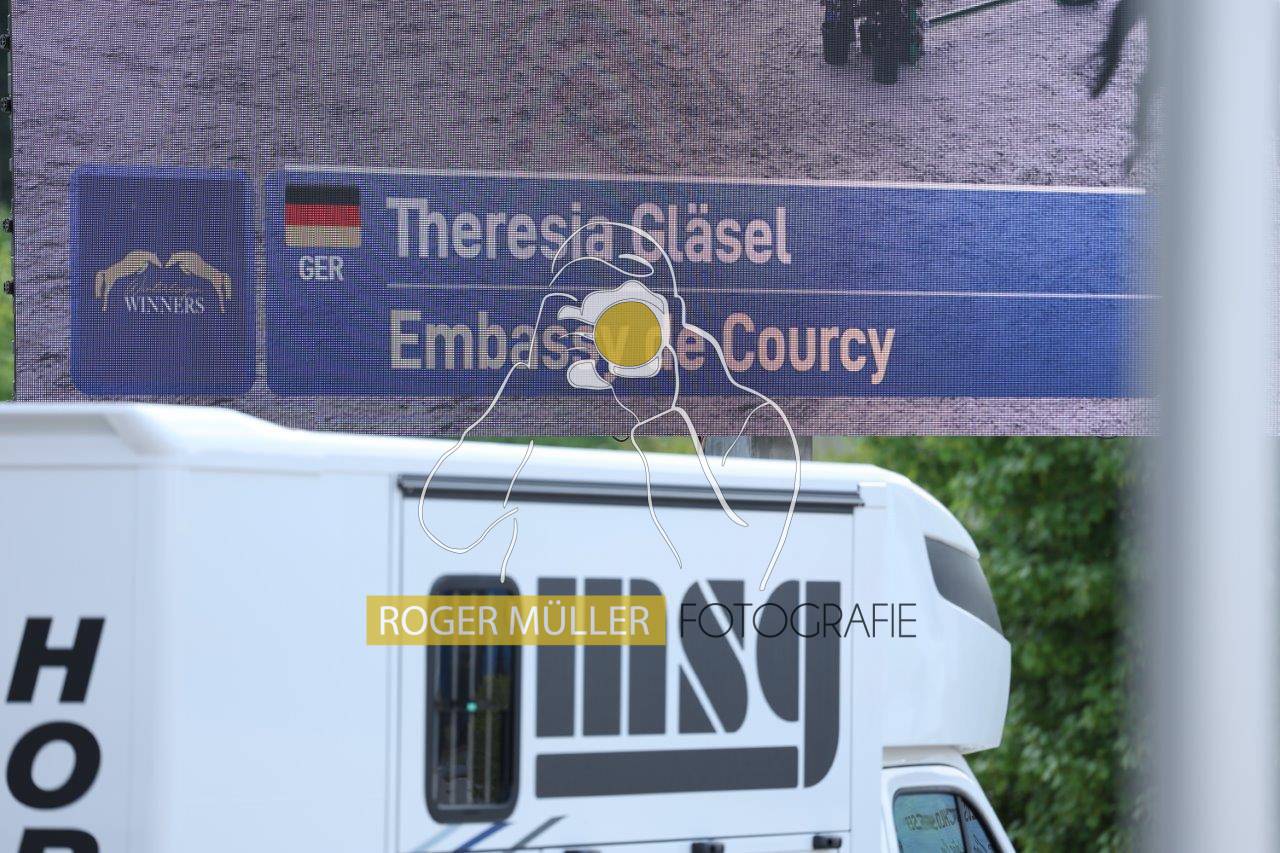 Theresia Gläsel
GER
WINNERS
Embassy de Courcy
ROGER MÜLLER FOTOGRAFIE
msg
HO